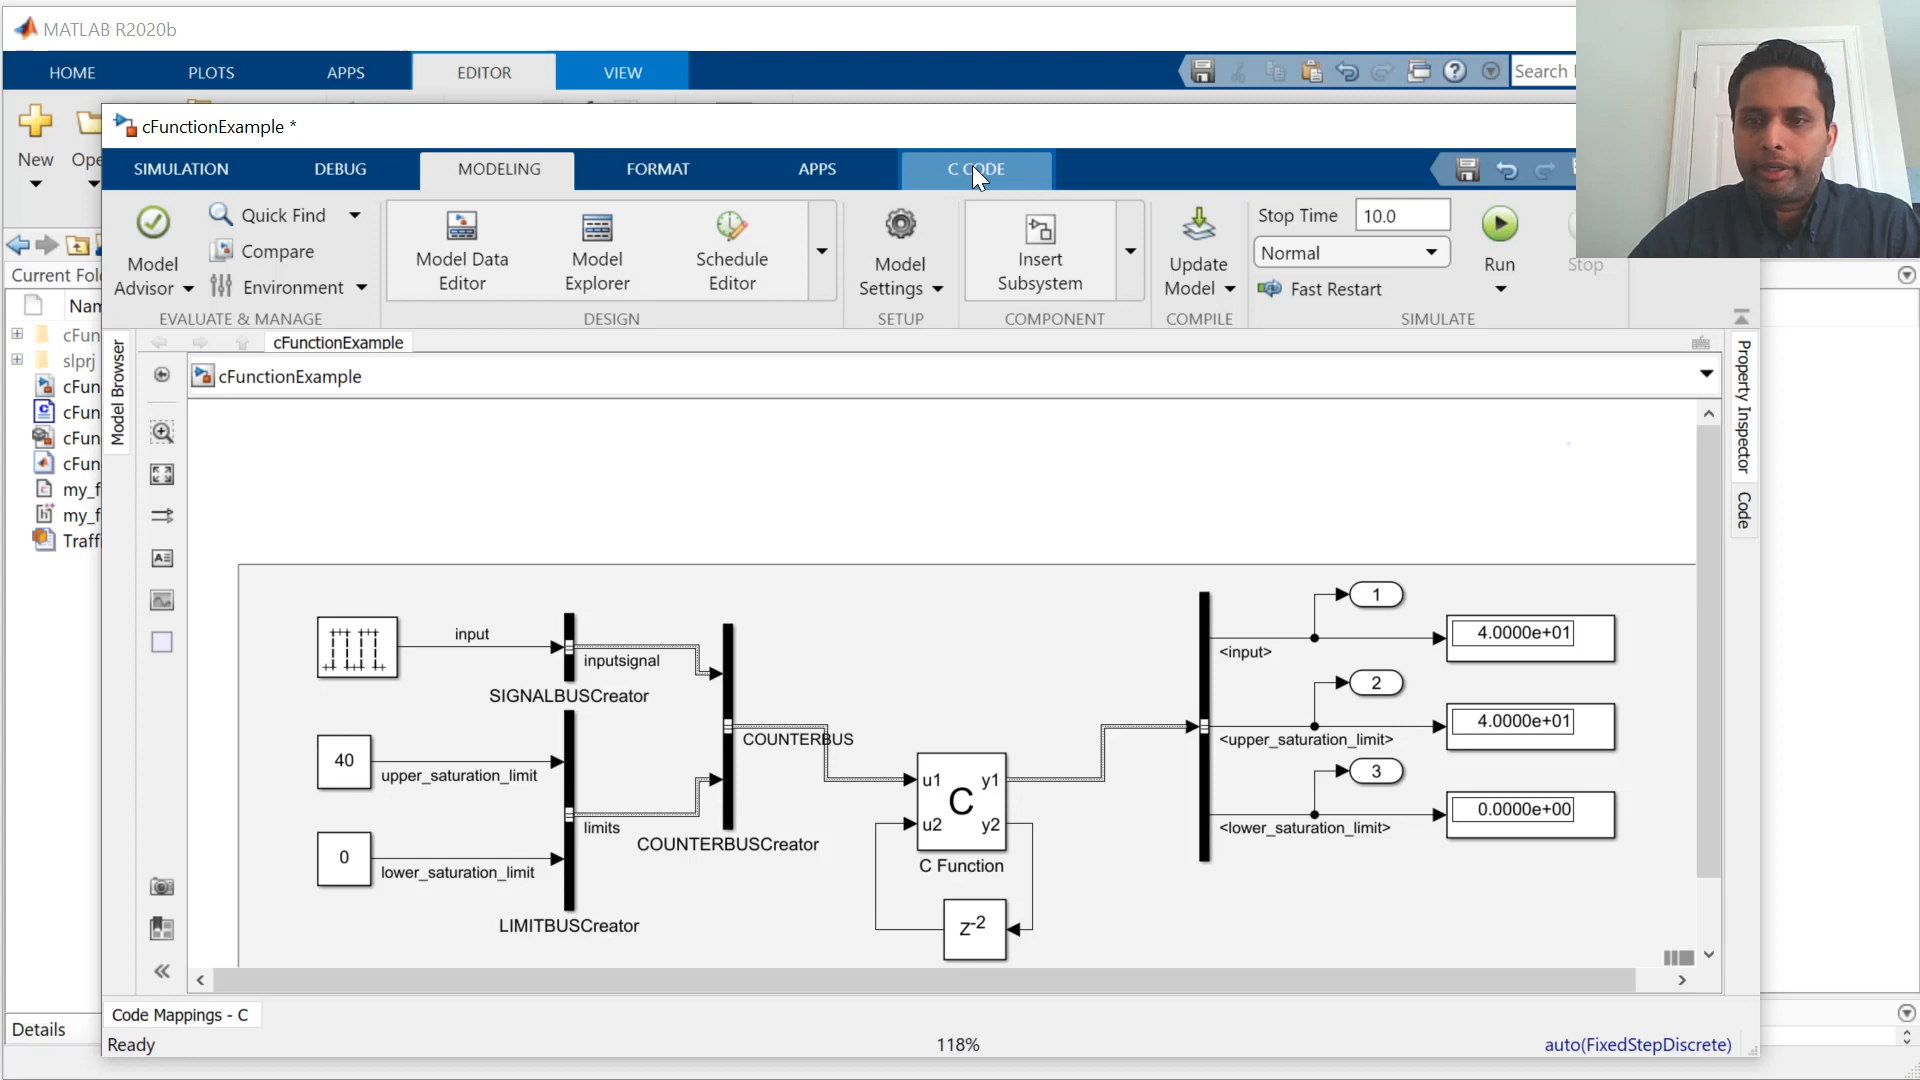 MATLAB R2020b
HOME PLOTS APPS EDITOR VIEW
Search
cFunctionExample *
New
SIMULATION DEBUG MODELING FORMAT APPS C CODE
Model Advisor
Quick Find
Compare
Environment
EVALUATE & MANAGE
Model Data Editor
Model Explorer
Schedule Editor
DESIGN
Model Settings
SETUP
Insert Subsystem
COMPONENT
Update Model
COMPILE
Stop Time 10.0
Normal
Fast Restart
Run
Stop
SIMULATE
Current Fol
Nam
cFun
slprj
cFun
cFun
cFun
cFun
my_f
my_f
Traff
Details
Model Browser
cFunctionExample
cFunctionExample
Property Inspector
Code
input
inputsignal
SIGNALBUSCreator
40
upper_saturation_limit
0
lower_saturation_limit
limits
LIMITBUSCreator
COUNTERBUS
COUNTERBUSCreator
u1 y1
C
u2 y2
C Function
Z-2
1
<input>
4.0000e+01
2
<upper_saturation_limit>
4.0000e+01
3
<lower_saturation_limit>
0.0000e+00
Code Mappings - C
Ready
118%
auto(FixedStepDiscrete)